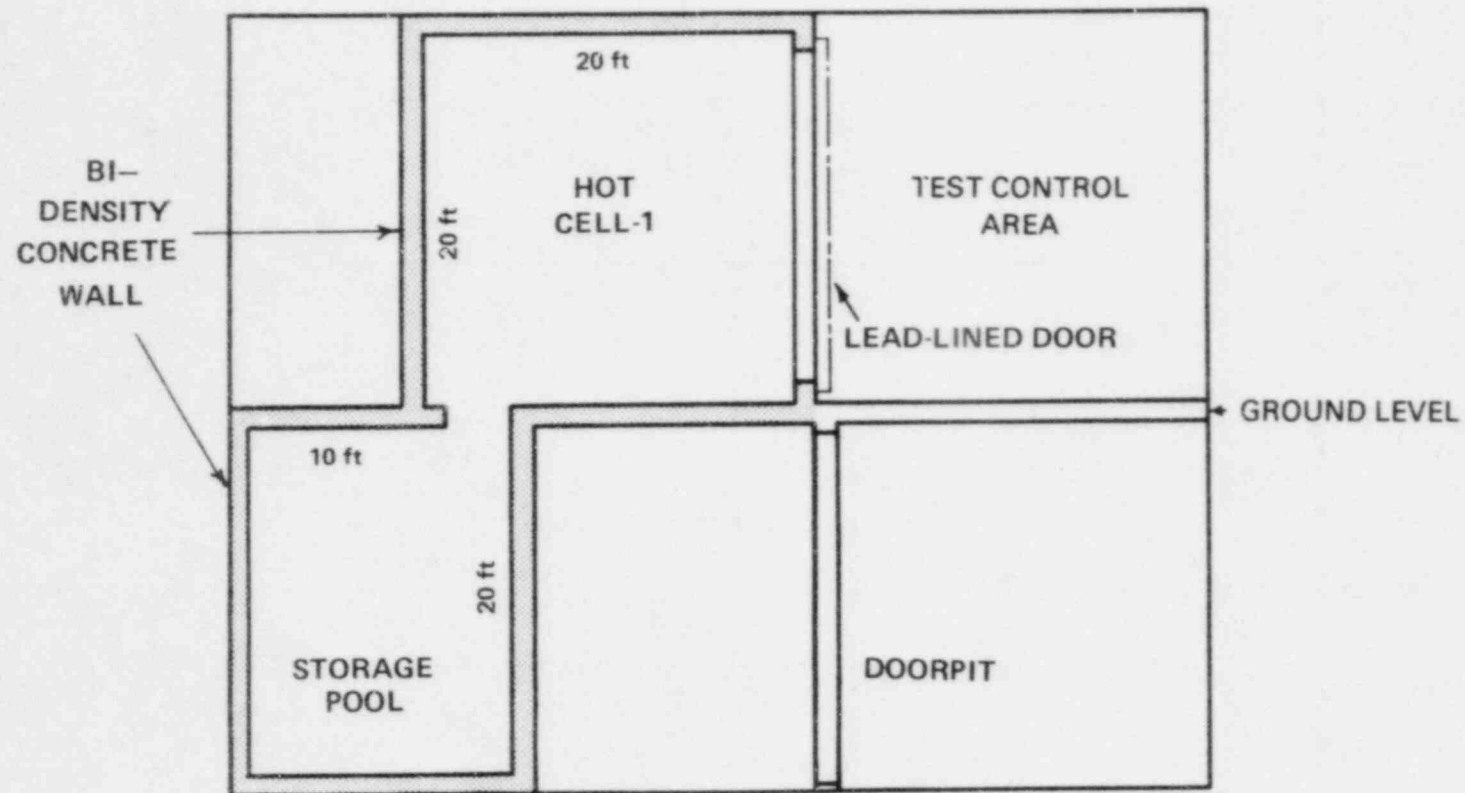 20 ft
BI–
DENSITY
CONCRETE
WALL
20 ft
HOT
CELL-1
TEST CONTROL
AREA
LEAD-LINED DOOR
GROUND LEVEL
10 ft
20 ft
STORAGE
POOL
DOORPIT